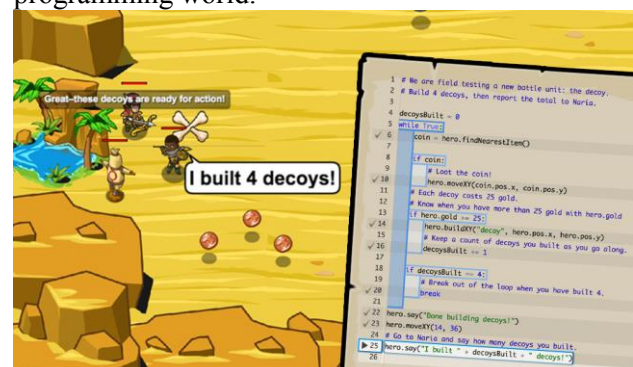 programming world.
Great–these decoys are ready for action!
I built 4 decoys!
1 # We are field testing a new battle unit: the decoy.
2 # Build 4 decoys, then report the total to Naria.
3
4 decoysBuilt = 0
5 while True:
6 coin = hero.findNearestItem()
7
8 if coin:
9 # Loot the coin!
10 hero.moveXY(coin.pos.x, coin.pos.y)
11 # Each decoy costs 25 gold.
12 # Know when you have more than 25 gold with hero.gold
13 if hero.gold >= 25:
14 hero.buildXY("decoy", hero.pos.x, hero.pos.y)
15 # Keep a count of decoys you built as you go along.
16 decoysBuilt += 1
17
18 if decoysBuilt == 4:
19 # Break out of the loop when you have built 4.
20 break
21
22 hero.say("Done building decoys!")
23 hero.moveXY(14, 36)
24 # Go to Naria and say how many decoys you built.
25 hero.say("I built " + decoysBuilt + " decoys!")
26